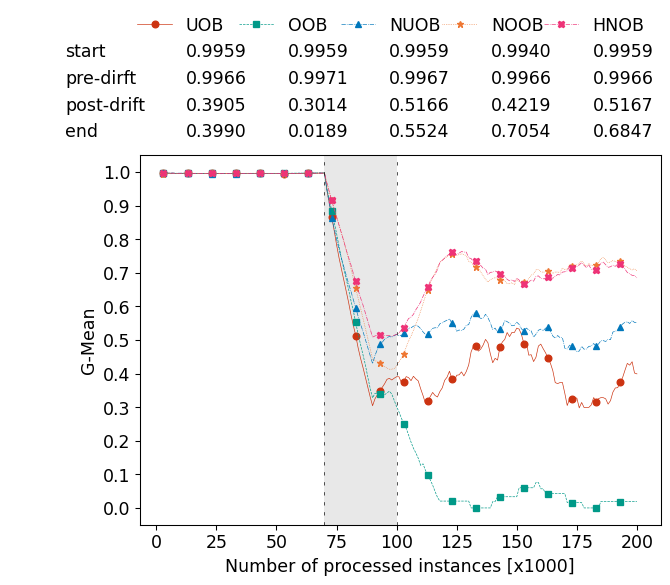 UOB OOB NUOB NOOB HNOB
start 0.9959 0.9959 0.9959 0.9940 0.9959
pre-dirft 0.9966 0.9971 0.9967 0.9966 0.9966
post-drift 0.3905 0.3014 0.5166 0.4219 0.5167
end 0.3990 0.0189 0.5524 0.7054 0.6847
1.0
0.9
0.8
0.7
0.6
0.5
0.4
0.3
0.2
0.1
0.0
G-Mean
0 25 50 75 100 125 150 175 200
Number of processed instances [x1000]